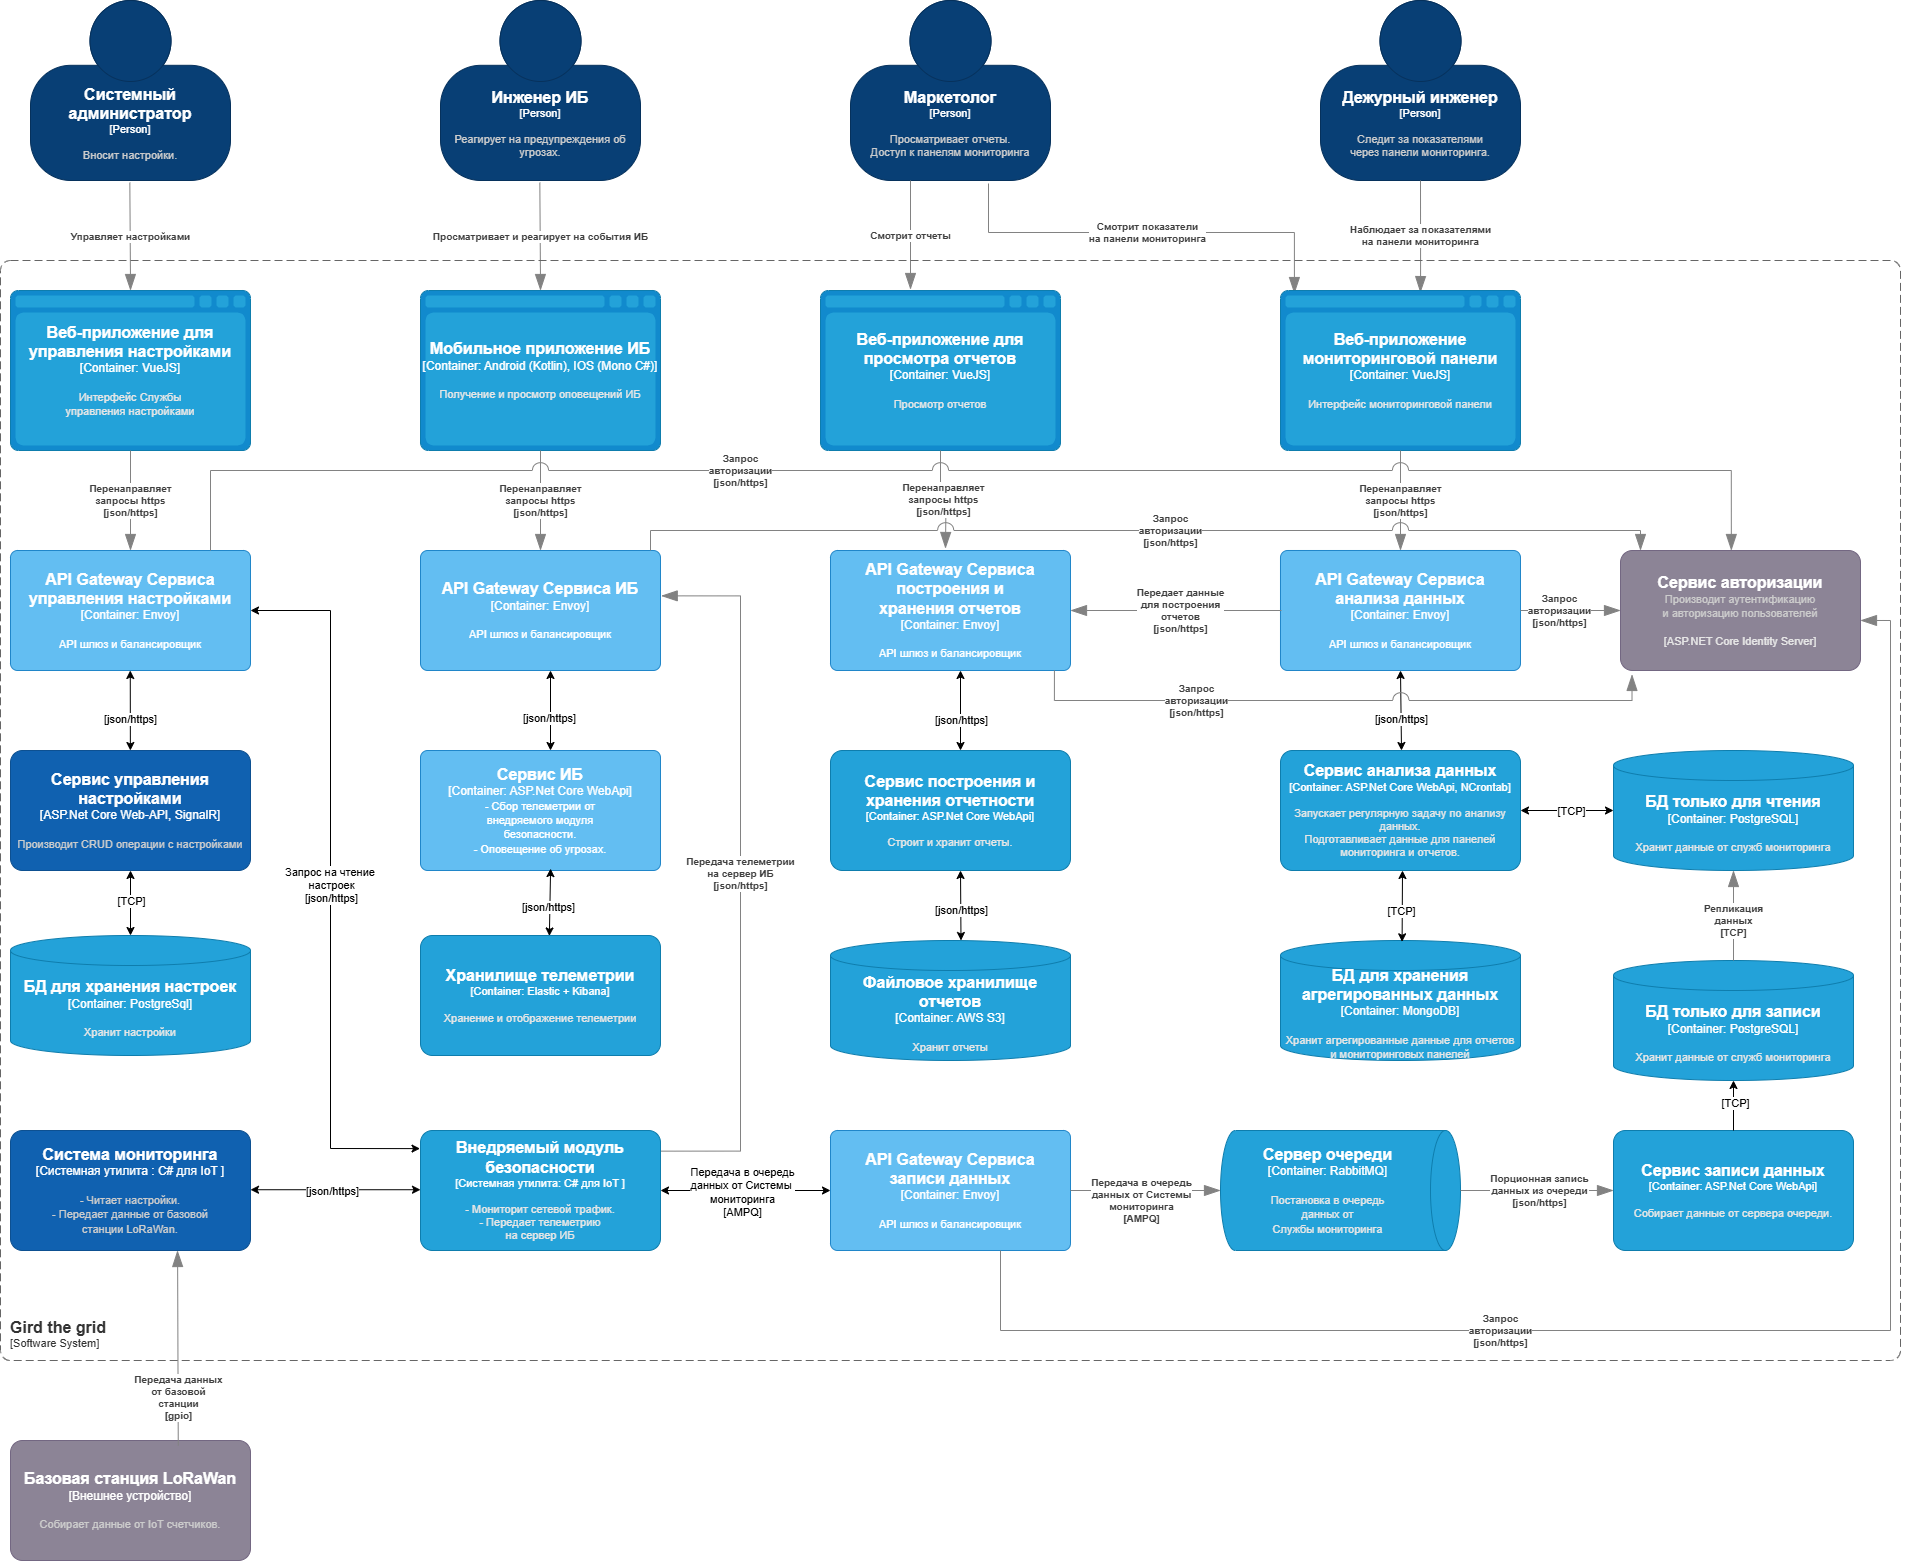 Системный
администратор
[Person]
Вносит настройки.
Инженер ИБ
[Person]
Реагирует на предупреждения об
угрозах.
Маркетолог
[Person]
Просматривает отчеты.
Доступ к панелям мониторинга
Дежурный инженер
[Person]
Следит за показателями
через панели мониторинга.
Управляет настройками
Просматривает и реагирует на события ИБ
Смотрит отчеты
Смотрит показатели
на панели мониторинга
Наблюдает за показателями
на панели мониторинга
Веб-приложение для
управления настройками
[Container: VueJS]
Интерфейс Службы
управления настройками
Мобильное приложение ИБ
[Container: Android (Kotlin), IOS (Mono C#)]
Получение и просмотр оповещений ИБ
Веб-приложение для
просмотра отчетов
[Container: VueJS]
Просмотр отчетов
Веб-приложение
мониторинговой панели
[Container: VueJS]
Интерфейс мониторинговой панели
Запрос
авторизации
[json/https]
Перенаправляет
запросы https
[json/https]
Перенаправляет
запросы https
[json/https]
Перенаправляет
запросы https
[json/https]
Перенаправляет
запросы https
[json/https]
Запрос
авторизации
[json/https]
API Gateway Сервиса
управления настройками
[Container: Envoy]
API шлюз и балансировщик
API Gateway Сервиса ИБ
[Container: Envoy]
API шлюз и балансировщик
API Gateway Сервиса
построения и
хранения отчетов
[Container: Envoy]
API шлюз и балансировщик
Передает данные
для построения
отчетов
[json/https]
API Gateway Сервиса
анализа данных
[Container: Envoy]
API шлюз и балансировщик
Запрос
авторизации
[json/https]
Сервис авторизации
Производит аутентификацию
и авторизацию пользователей
[ASP.NET Core Identity Server]
Запрос
авторизации
[json/https]
[json/https]
[json/https]
[json/https]
[json/https]
Сервис управления
настройками
[ASP.Net Core Web-API, SignalR]
Производит CRUD операции с настройками
Сервис ИБ
[Container: ASP.Net Core WebApi]
- Сбор телеметрии от
внедряемого модуля
безопасности.
- Оповещение об угрозах.
Сервис построения и
хранения отчетности
[Container: ASP.Net Core WebApi]
Строит и хранит отчеты.
Сервис анализа данных
[Container: ASP.Net Core WebApi, NCrontab]
Запускает регулярную задачу по анализу
данных.
Подготавливает данные для панелей
мониторинга и отчетов.
[TCP]
БД только для чтения
[Container: PostgreSQL]
Хранит данные от служб мониторинга
Запрос на чтение
настроек
[json/https]
Передача телеметрии
на сервер ИБ
[json/https]
[TCP]
[json/https]
[json/https]
[TCP]
Репликация
данных
[TCP]
БД для хранения настроек
[Container: PostgreSql]
Хранит настройки
Хранилище телеметрии
[Container: Elastic + Kibana]
Хранение и отображение телеметрии
Файловое хранилище
отчетов
[Container: AWS S3]
Хранит отчеты
БД для хранения
агрегированных данных
[Container: MongoDB]
Хранит агрегированные данные для отчетов
и мониторинговых панелей
БД только для записи
[Container: PostgreSQL]
Хранит данные от служб мониторинга
[TCP]
Система мониторинга
[Системная утилита : C# для IoT ]
- Читает настройки.
- Передает данные от базовой
станции LoRaWan.
[json/https]
Внедряемый модуль
безопасности
[Системная утилита: C# для IoT ]
- Мониторит сетевой трафик.
- Передает телеметрию
на сервер ИБ
Передача в очередь
данных от Системы
мониторинга
[AMPQ]
API Gateway Сервиса
записи данных
[Container: Envoy]
API шлюз и балансировщик
Передача в очередь
данных от Системы
мониторинга
[AMPQ]
Сервер очереди
[Container: RabbitMQ]
Постановка в очередь
данных от
Службы мониторинга
Порционная запись
данных из очереди
[json/https]
Сервис записи данных
[Container: ASP.Net Core WebApi]
Собирает данные от сервера очереди.
Запрос
авторизации
[json/https]
Gird the grid
[Software System]
Передача данных
от базовой
станции
[gpio]
Базовая станция LoRaWan
[Внешнее устройство]
Собирает данные от IoT счетчиков.